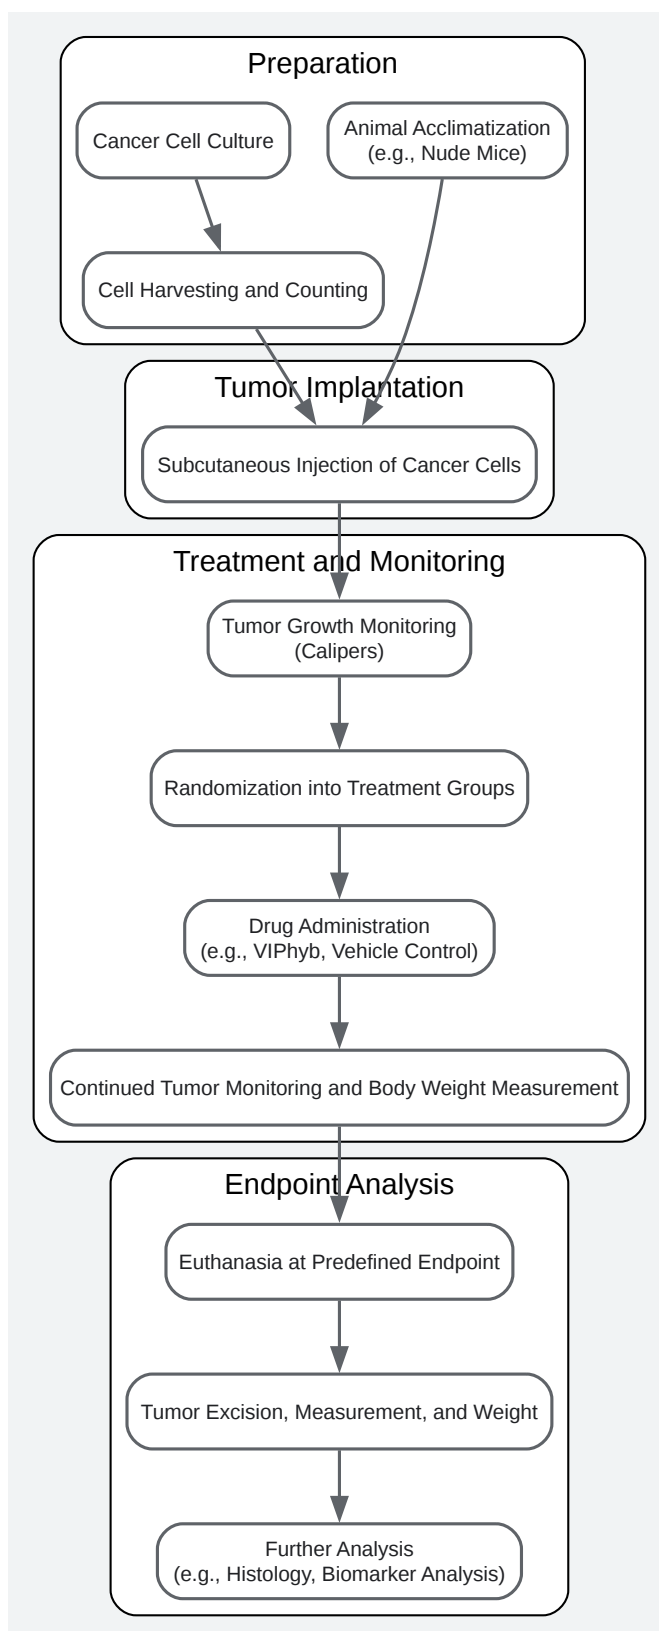 Preparation
Cancer Cell Culture
Animal Acclimatization
(e.g., Nude Mice)
Cell Harvesting and Counting
Tumor Implantation
Subcutaneous Injection of Cancer Cells
Treatment and Monitoring
Tumor Growth Monitoring
(Calipers)
Randomization into Treatment Groups
Drug Administration
(e.g., VIPhyb, Vehicle Control)
Continued Tumor Monitoring and Body Weight Measurement
Endpoint Analysis
Euthanasia at Predefined Endpoint
Tumor Excision, Measurement, and Weight
Further Analysis
(e.g., Histology, Biomarker Analysis)